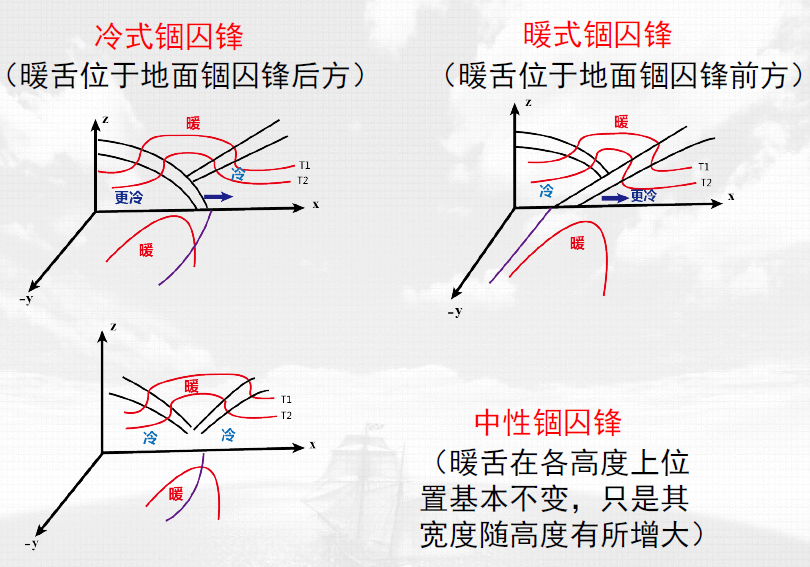 冷式锢囚锋
（暖舌位于地面锢囚锋后方）
z
暖
冷
T1
T2
更冷
x
暖
-y
暖式锢囚锋
（暖舌位于地面锢囚锋前方）
z
暖
T1
T2
冷
更冷
x
暖
-y
z
暖
T1
T2
冷
冷
x
暖
-y
中性锢囚锋
（暖舌在各高度上位
置基本不变，只是其
宽度随高度有所增大）